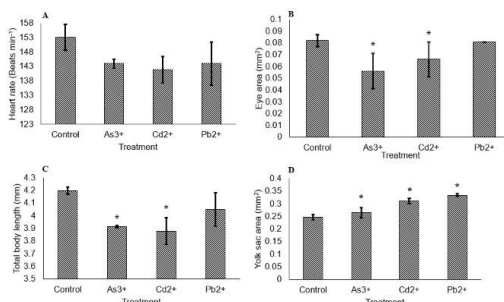 A
Heart rate (Beats min-1)
158
153
148
143
138
133
128
123
Control As3+ Cd2+ Pb2+
Treatment
B
Eye area (mm2)
0.1
0.09
0.08
0.07
0.06
0.05
0.04
0.03
0.02
0.01
0
* *
Control As3+ Cd2+ Pb2+
Treatment
C
Total body length (mm)
4.3
4.2
4.1
4
3.9
3.8
3.7
3.6
3.5
* *
Control As3+ Cd2+ Pb2+
Treatment
D
Yolk sac area (mm2)
0.4
0.35
0.3
0.25
0.2
0.15
0.1
0.05
0
* * *
Control As3+ Cd2+ Pb2+
Treatment